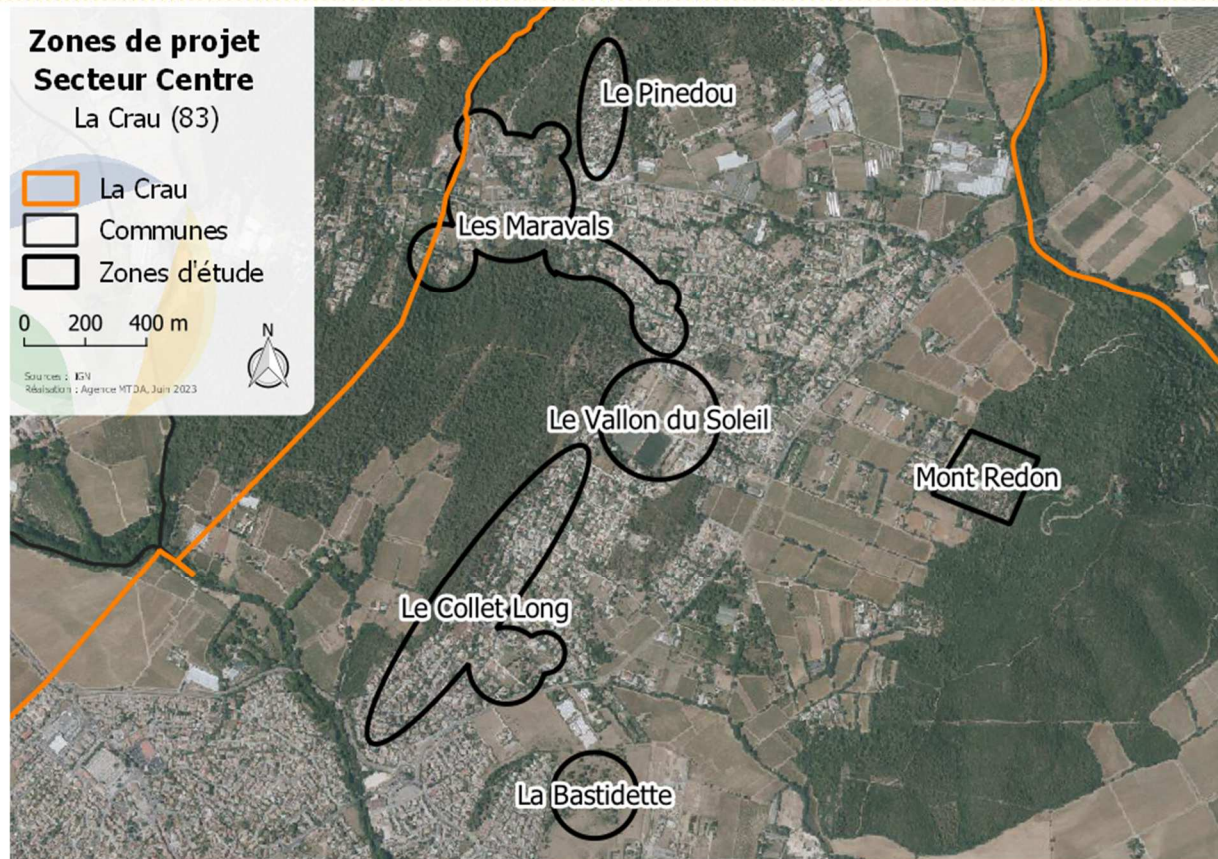 Zones de projet
Secteur Centre
La Crau (83)
La Crau
Communes
Zones d'étude
0 200 400 m
N
Sources : IGN
Réalisation : Agence MTDA, Juin 2023
Le Pinedou
Les Maravals
Le Vallon du Soleil
Mont Redon
Le Collet Long
La Bastidette